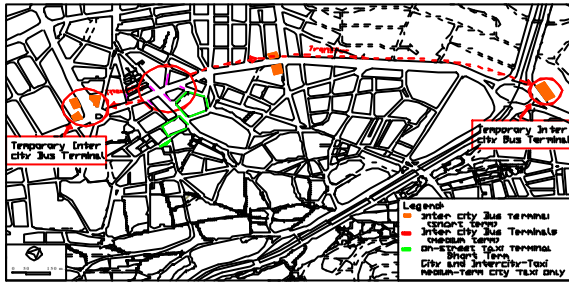 Transfer
Temporary Inter
city Bus Terminal
Temporary Inter
city Bus Terminal
Legend:
Inter city Bus Terminal
(Short term)
Inter city Bus Terminals
(medium term)
On-Street Taxi Terminal
Short Term
City and Intercity-Taxi
medium-Term city Taxi only